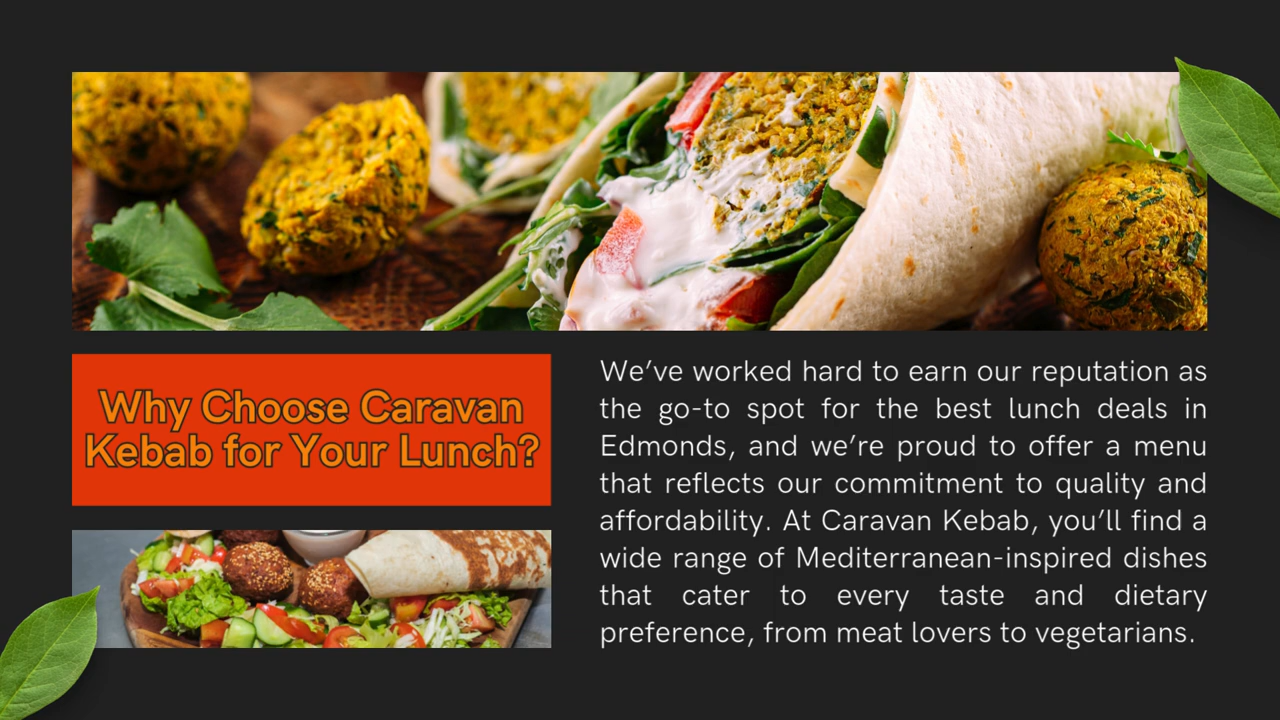 Why Choose Caravan
Kebab for Your Lunch?
We’ve worked hard to earn our reputation as
the go-to spot for the best lunch deals in
Edmonds, and we’re proud to offer a menu
that reflects our commitment to quality and
affordability. At Caravan Kebab, you’ll find a
wide range of Mediterranean-inspired dishes
that cater to every taste and dietary
preference, from meat lovers to vegetarians.